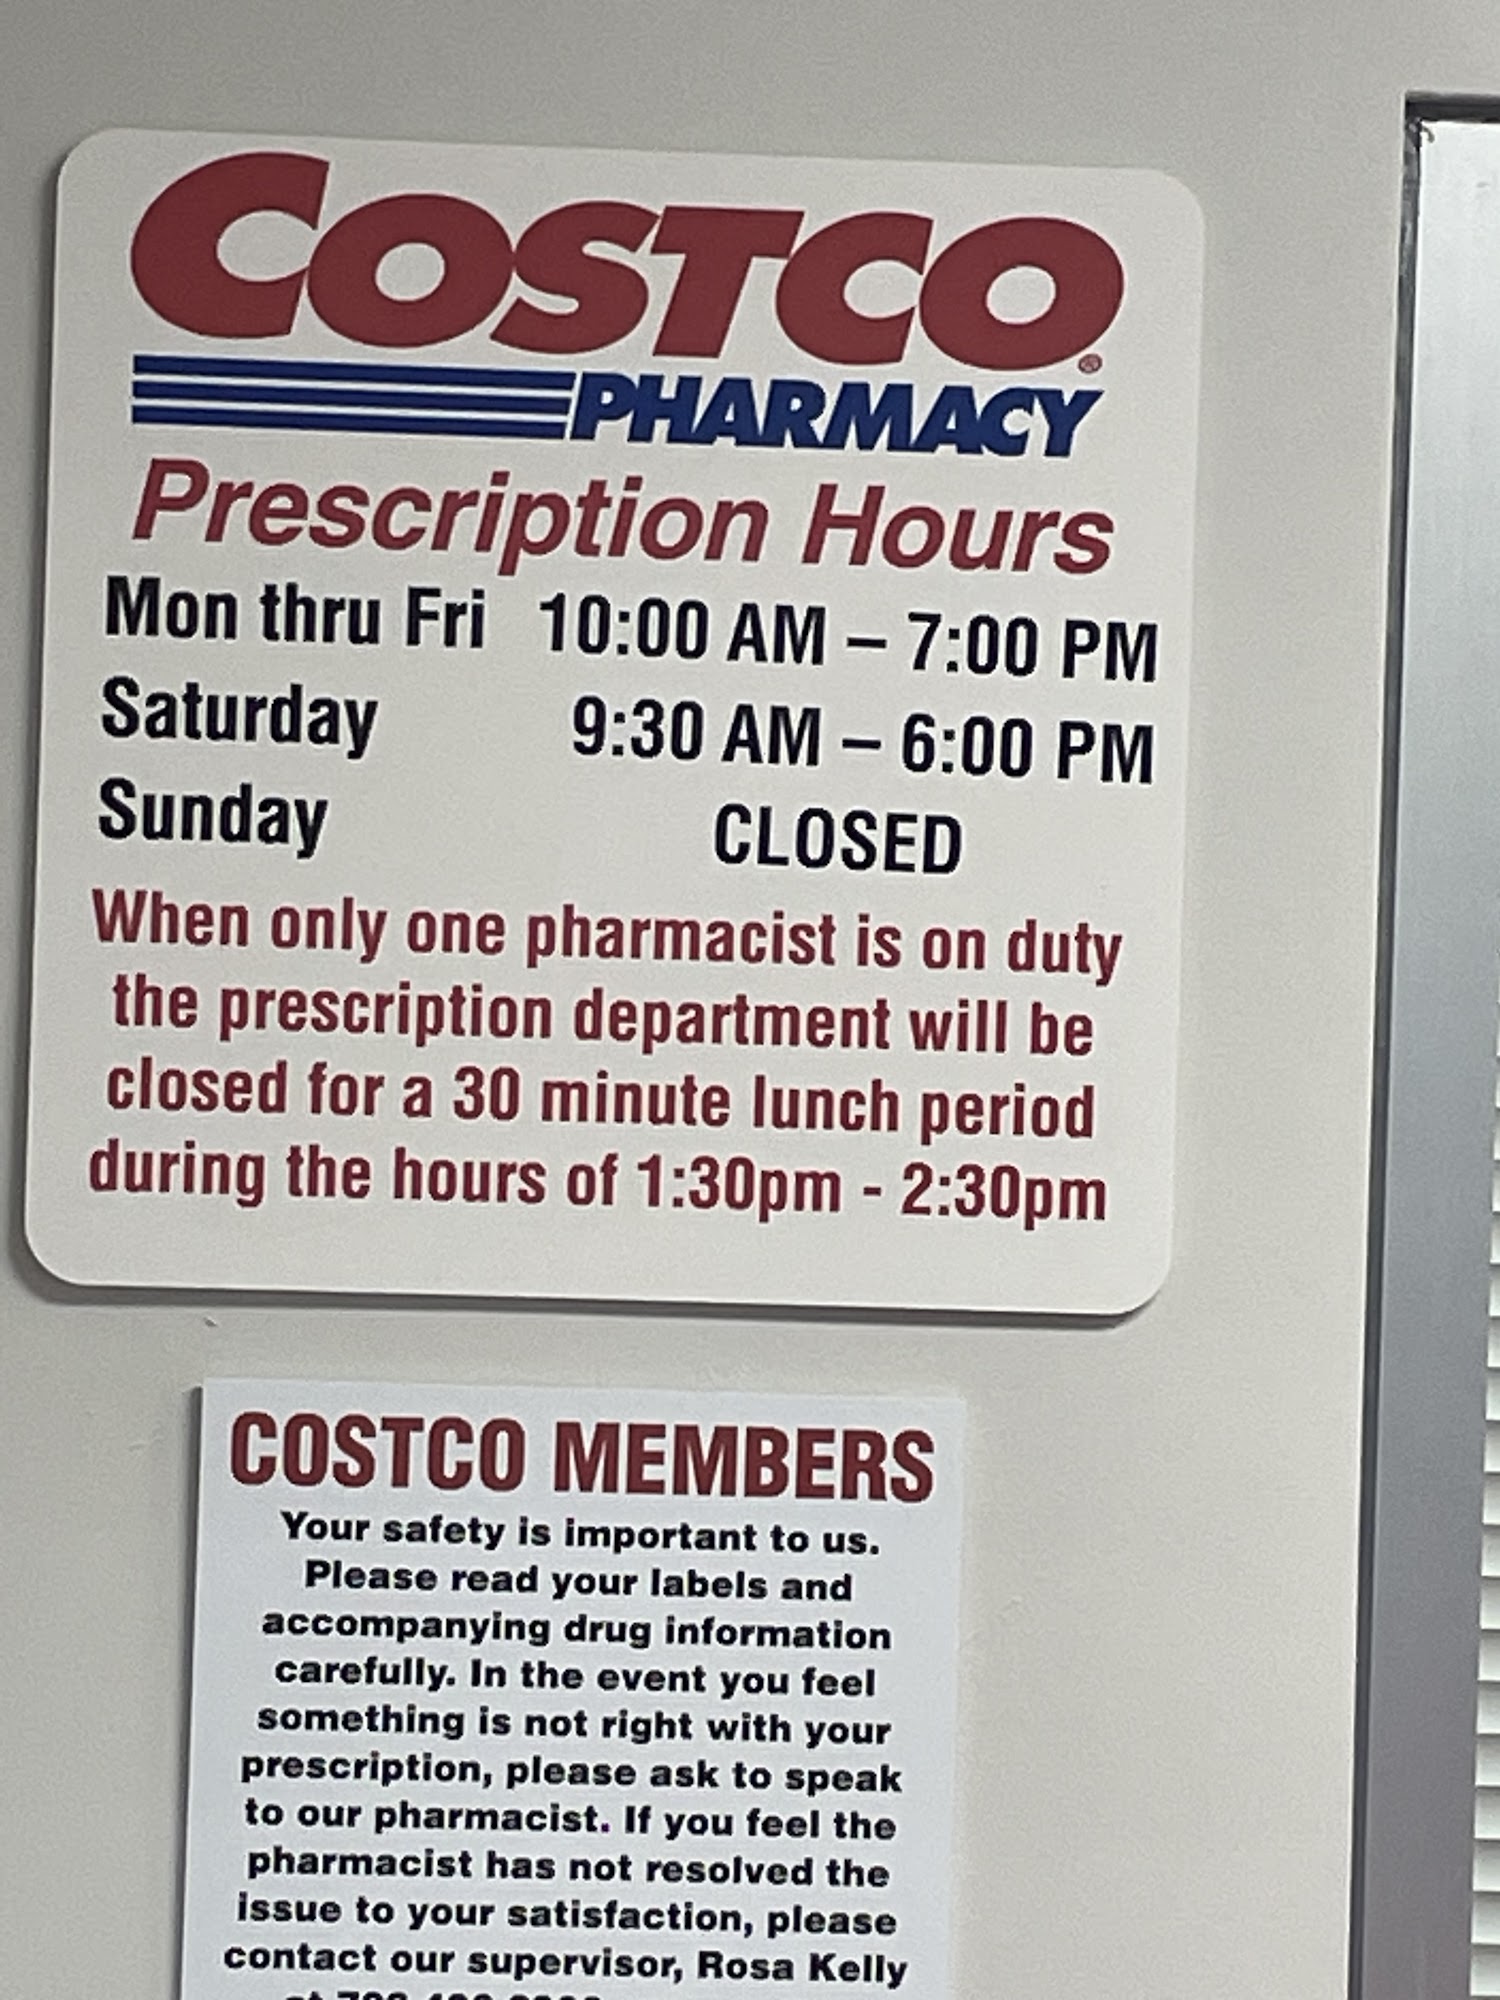 COSTCO®
PHARMACY
Prescription Hours
Mon thru Fri 10:00 AM – 7:00 PM
Saturday 9:30 AM – 6:00 PM
Sunday CLOSED
When only one pharmacist is on duty
the prescription department will be
closed for a 30 minute lunch period
during the hours of 1:30pm - 2:30pm
COSTCO MEMBERS
Your safety is important to us.
Please read your labels and
accompanying drug information
carefully. In the event you feel
something is not right with your
prescription, please ask to speak
to our pharmacist. If you feel the
pharmacist has not resolved the
issue to your satisfaction, please
contact our supervisor, Rosa Kelly
at